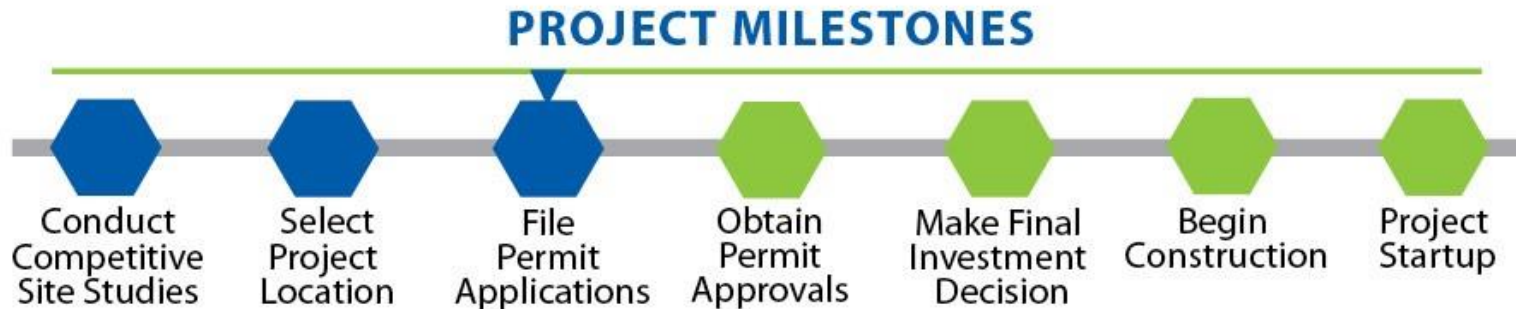 PROJECT MILESTONES
Conduct
Competitive
Site Studies
Select
Project
Location
File
Permit
Applications
Obtain
Permit
Approvals
Make Final
Investment
Decision
Begin
Construction
Project
Startup